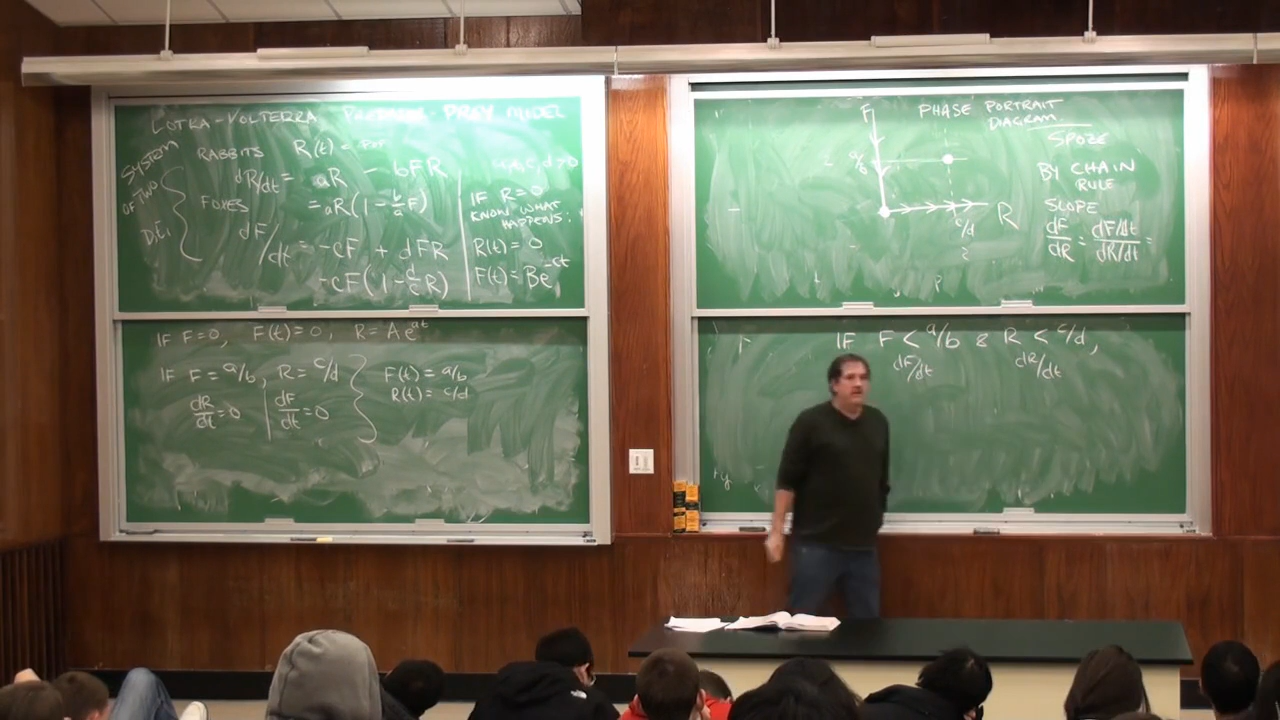 LOTKA-VOLTERRA PREDATOR-PREY MODEL
SYSTEM
OF TWO
D.E.
RABBITS R(t) =
dR/dt = aR - bFR
= aR(1 - b/a F)
FOXES
dF/dt = -cF + dFR
-cF(1 - d/c R)
a, b, c, d > 0
IF R = 0
KNOW WHAT
HAPPENS:
R(t) = 0
F(t) = Be^-ct
IF F=0, F(t)=0, R = A e^at
IF F = a/b, R = c/d } F(t) = a/b
R(t) = c/d
dR/dt = 0 | dF/dt = 0
PHASE PORTRAIT
DIAGRAM
F
a/b
c/d
R
SPOZE
BY CHAIN
RULE
SLOPE
dF/dR = dF/dt / dR/dt =
IF F < a/b & R < c/d,
dF/dt dR/dt